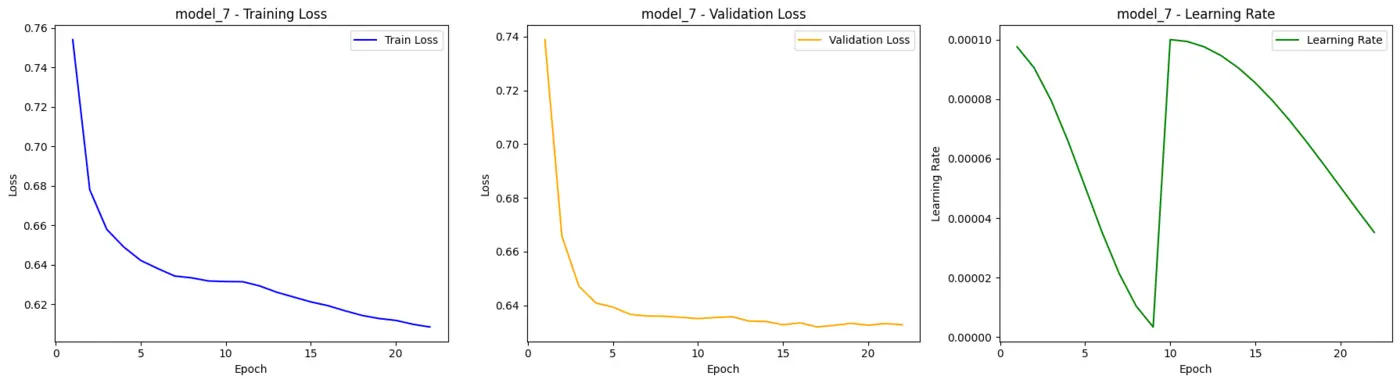 model_7 - Training Loss
Train Loss
0.76
0.74
0.72
0.70
0.68
0.66
0.64
0.62
Loss
0
5
10
15
20
Epoch
model_7 - Validation Loss
Validation Loss
0.74
0.72
0.70
0.68
0.66
0.64
Loss
0
5
10
15
20
Epoch
model_7 - Learning Rate
Learning Rate
0.00010
0.00008
0.00006
0.00004
0.00002
0.00000
Learning Rate
0
5
10
15
20
Epoch